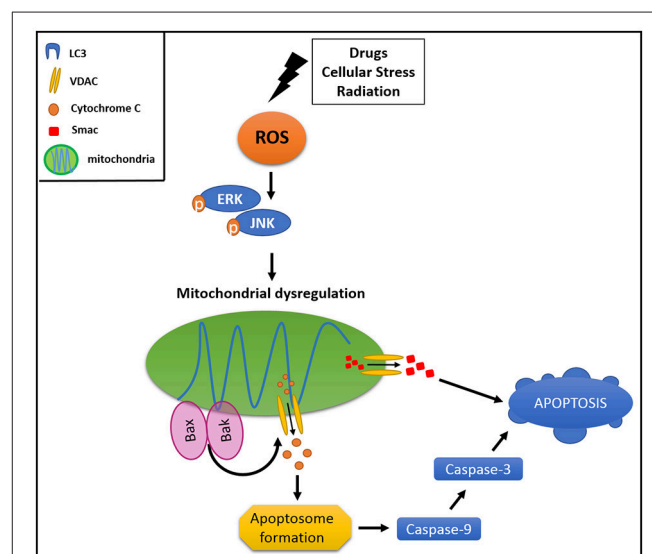 LC3
VDAC
Cytochrome C
Smac
mitochondria
Drugs
Cellular Stress
Radiation
ROS
ERK
p
JNK
p
Mitochondrial dysregulation
Bax
Bak
APOPTOSIS
Caspase-3
Apoptosome
formation
Caspase-9